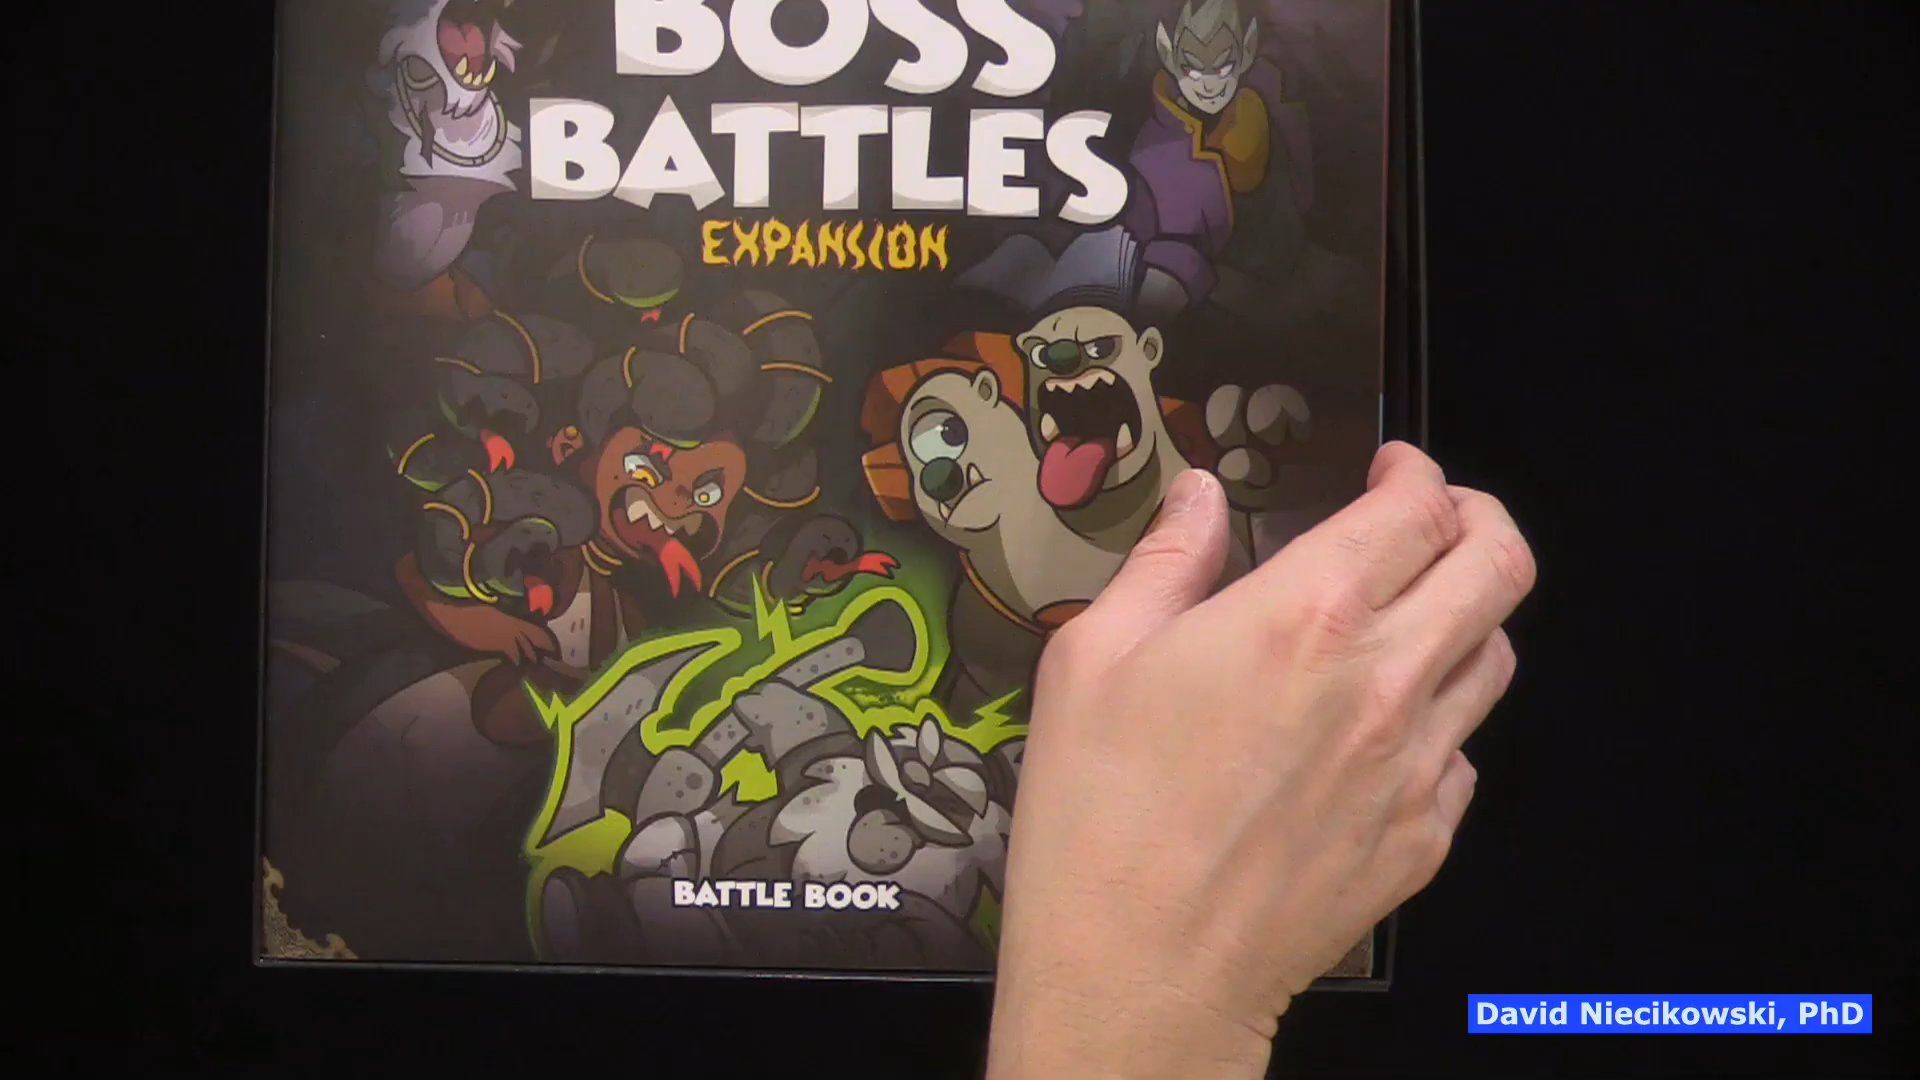 BOSS
BATTLES
EXPANSION
BATTLE BOOK
David Niecikowski, PhD